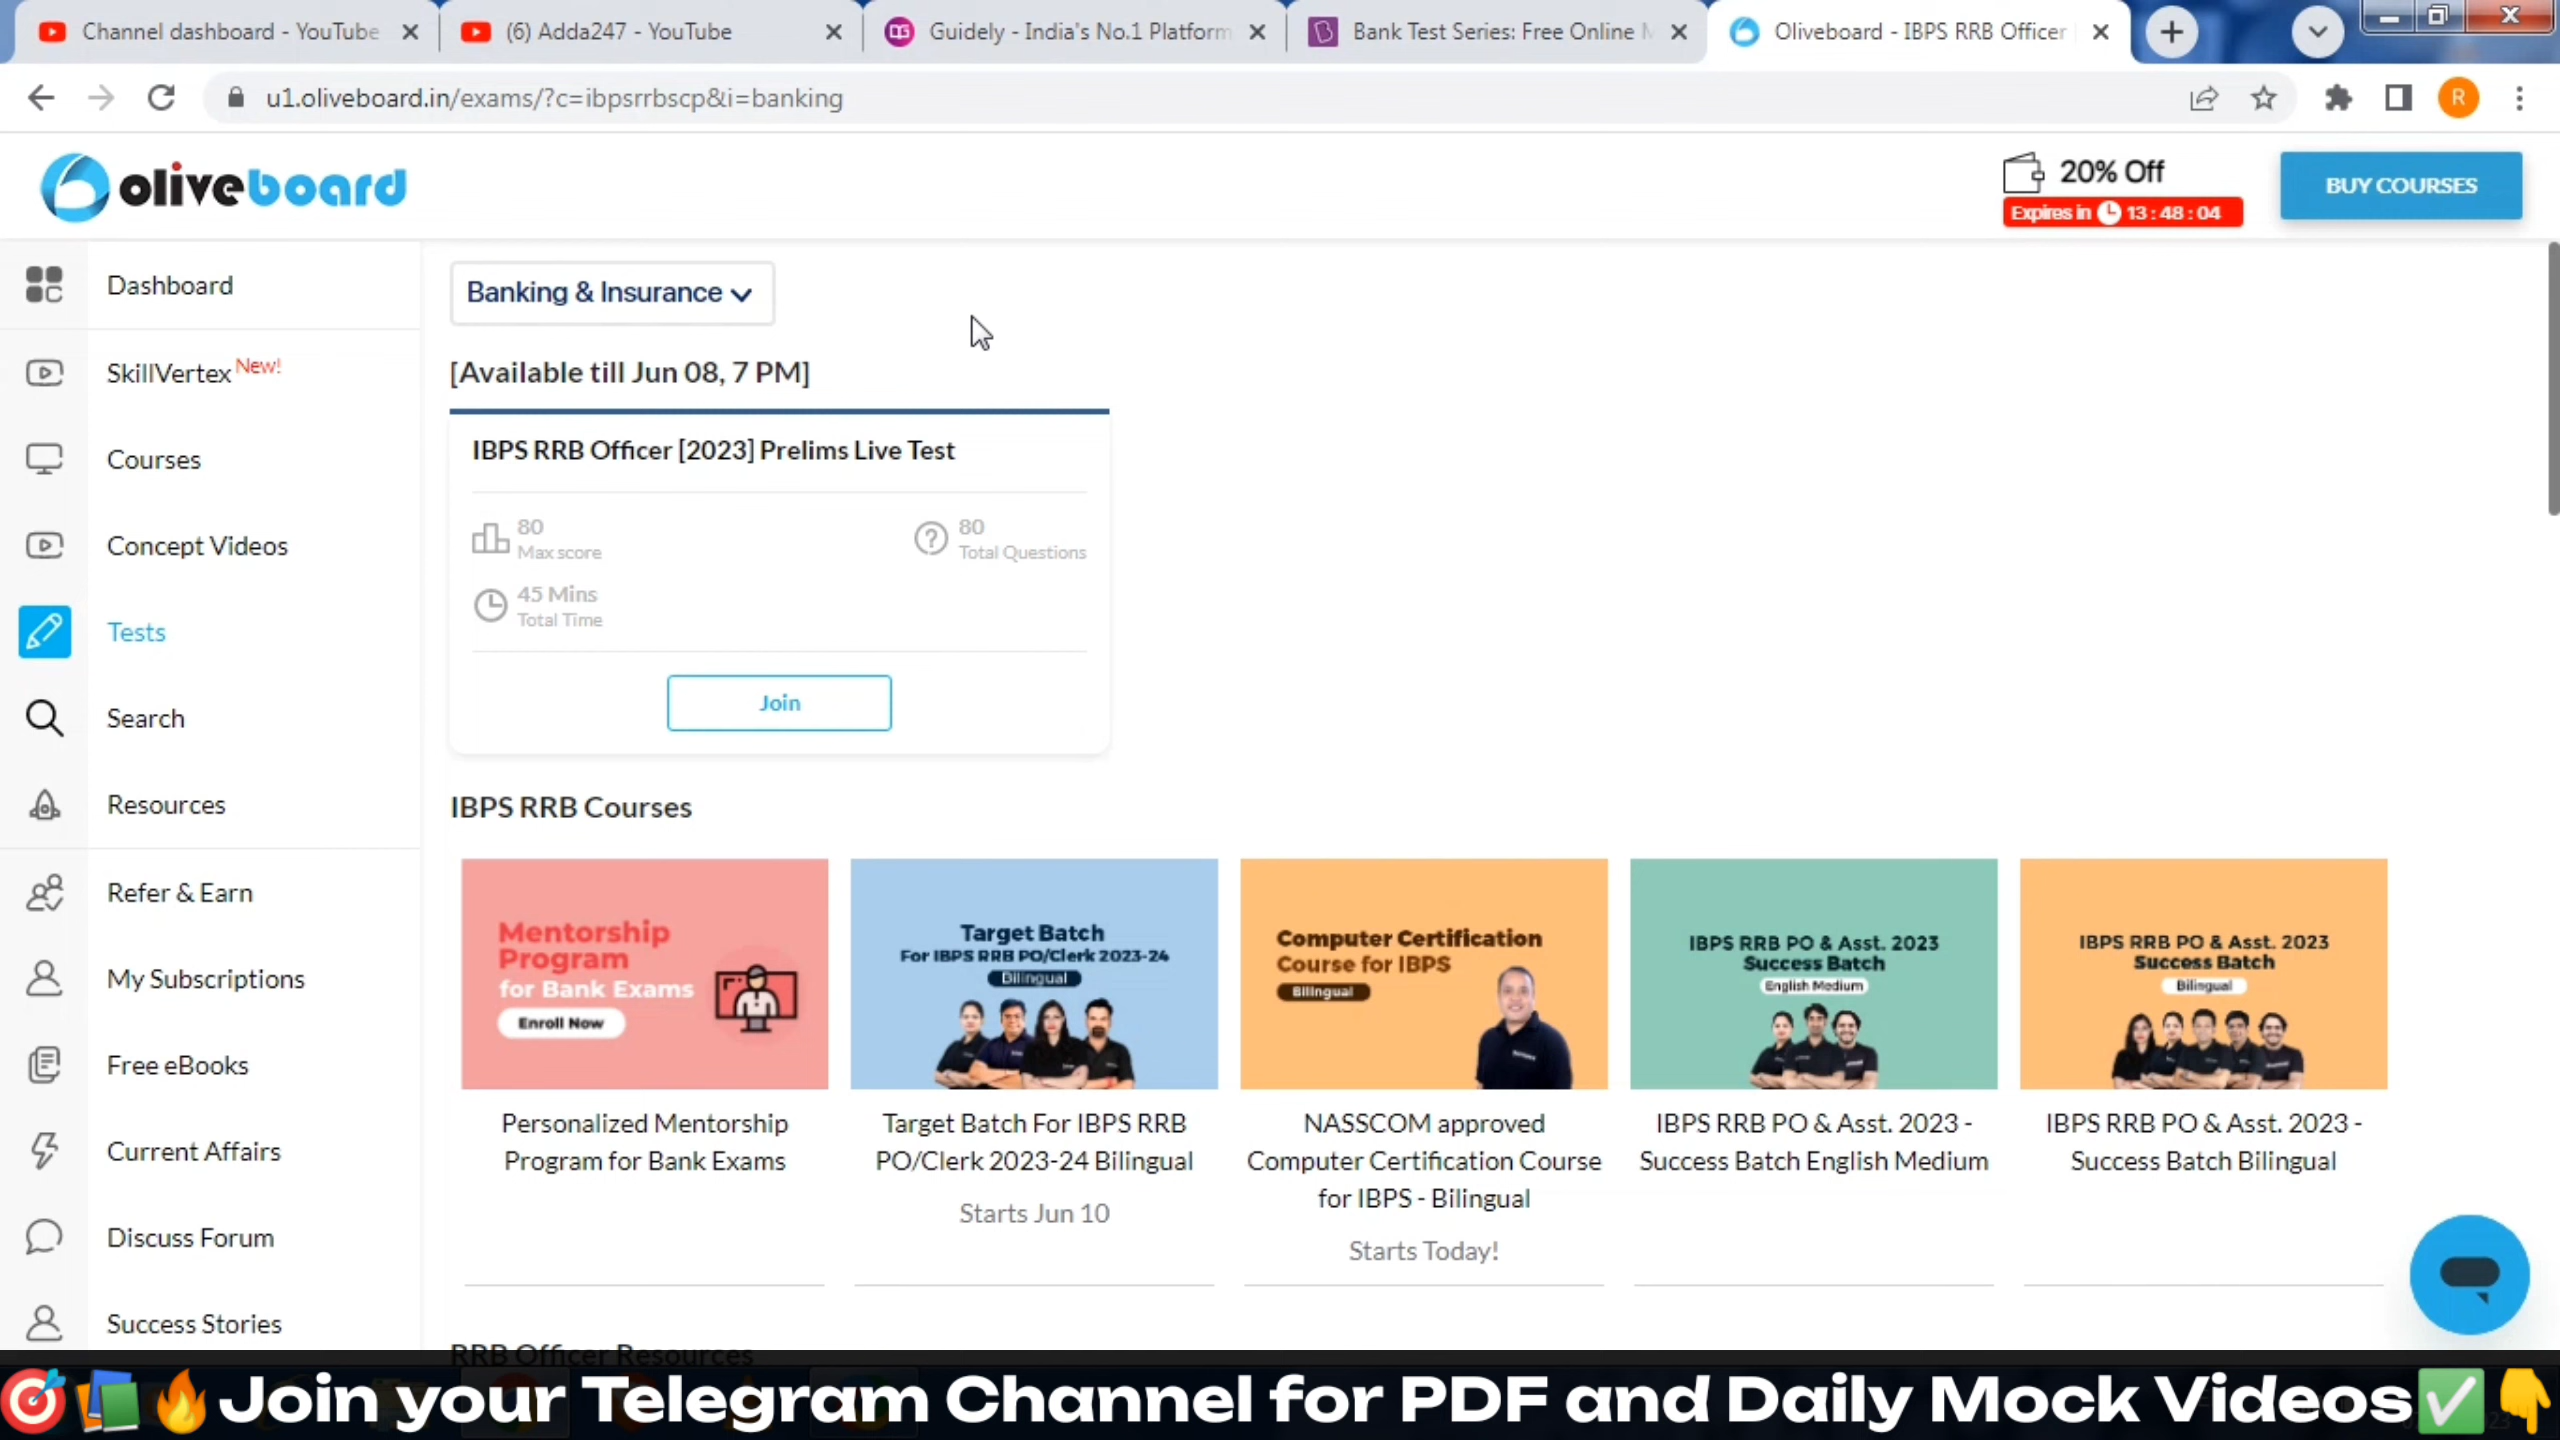 Channel dashboard - YouTube
(6) Adda247 - YouTube
Guidely - India's No.1 Platform
Bank Test Series: Free Online M
Oliveboard - IBPS RRB Officer
u1.oliveboard.in/exams/?c=ibpsrrbscp&i=banking
R
oliveboard
20% Off
Expires in 13 : 48 : 04
BUY COURSES
Dashboard
SkillVertex New!
Courses
Concept Videos
Tests
Search
Resources
Refer & Earn
My Subscriptions
Free eBooks
Current Affairs
Discuss Forum
Success Stories
Banking & Insurance
[Available till Jun 08, 7 PM]
IBPS RRB Officer [2023] Prelims Live Test
80
Max score
80
Total Questions
45 Mins
Total Time
Join
IBPS RRB Courses
Mentorship
Program
for Bank Exams
Enroll Now
Personalized Mentorship
Program for Bank Exams
Target Batch
For IBPS RRB PO/Clerk 2023-24
Bilingual
Target Batch For IBPS RRB
PO/Clerk 2023-24 Bilingual
Starts Jun 10
Computer Certification
Course for IBPS
Bilingual
NASSCOM approved
Computer Certification Course
for IBPS - Bilingual
Starts Today!
IBPS RRB PO & Asst. 2023
Success Batch
English Medium
IBPS RRB PO & Asst. 2023 -
Success Batch English Medium
IBPS RRB PO & Asst. 2023
Success Batch
Bilingual
IBPS RRB PO & Asst. 2023 -
Success Batch Bilingual
RRB Officer Resources
Join your Telegram Channel for PDF and Daily Mock Videos